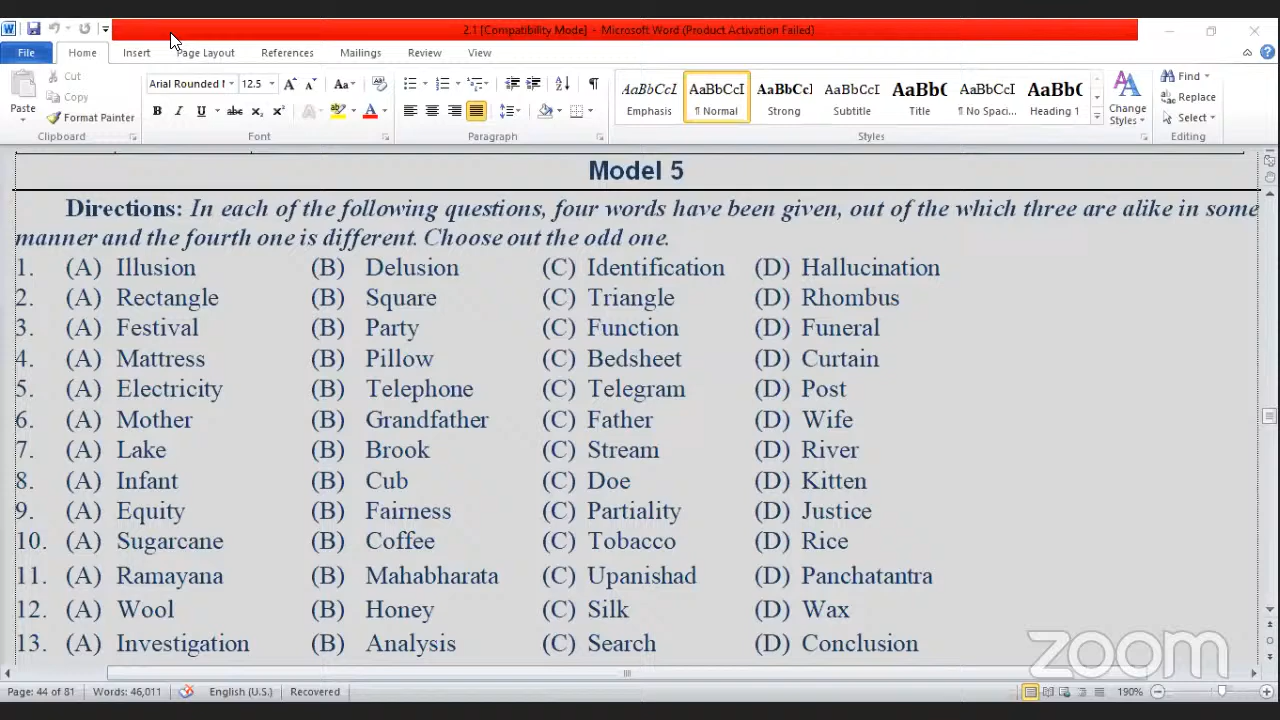 2.1 [Compatibility Mode] - Microsoft Word (Product Activation Failed)
File Home Insert Page Layout References Mailings Review View
Paste Cut Copy Format Painter Clipboard
Arial Rounded 12.5 Font
Paragraph
AaBbCcI Emphasis AaBbCcI ¶ Normal AaBbCcI Strong AaBbCcI Subtitle AaBbC Title AaBbCcI ¶ No Spaci... AaBbC Heading 1 Change Styles Styles
Find Replace Select Editing
Model 5
Directions: In each of the following questions, four words have been given, out of the which three are alike in some
manner and the fourth one is different. Choose out the odd one.
1. (A) Illusion (B) Delusion (C) Identification (D) Hallucination
2. (A) Rectangle (B) Square (C) Triangle (D) Rhombus
3. (A) Festival (B) Party (C) Function (D) Funeral
4. (A) Mattress (B) Pillow (C) Bedsheet (D) Curtain
5. (A) Electricity (B) Telephone (C) Telegram (D) Post
6. (A) Mother (B) Grandfather (C) Father (D) Wife
7. (A) Lake (B) Brook (C) Stream (D) River
8. (A) Infant (B) Cub (C) Doe (D) Kitten
9. (A) Equity (B) Fairness (C) Partiality (D) Justice
10. (A) Sugarcane (B) Coffee (C) Tobacco (D) Rice
11. (A) Ramayana (B) Mahabharata (C) Upanishad (D) Panchatantra
12. (A) Wool (B) Honey (C) Silk (D) Wax
13. (A) Investigation (B) Analysis (C) Search (D) Conclusion
zoom
Page: 44 of 81 Words: 46,011 English (U.S.) Recovered 190%